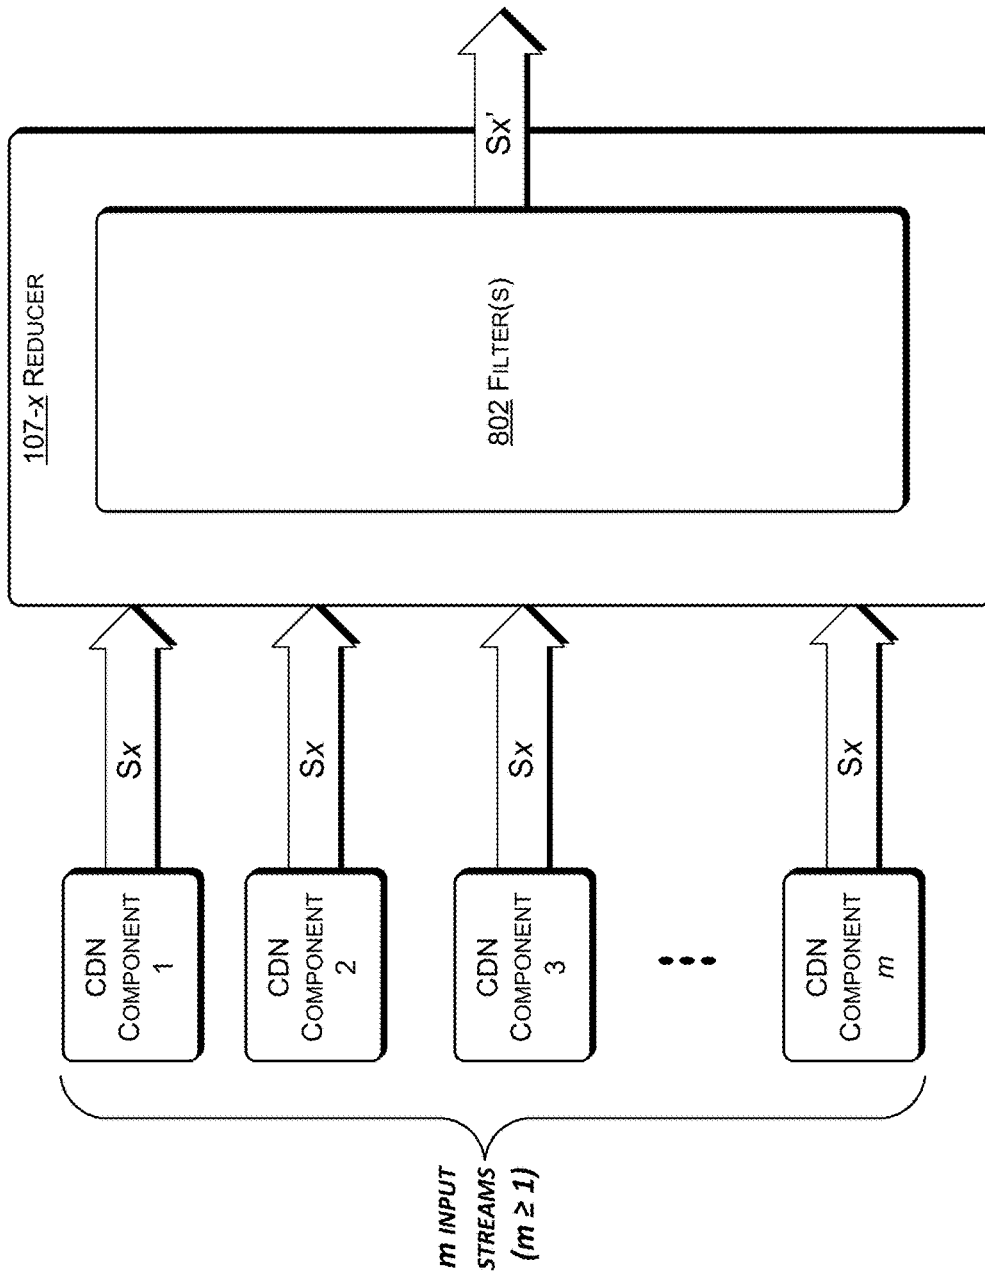 m INPUT
STREAMS
(m ≥ 1)
CDN
COMPONENT
1
CDN
COMPONENT
2
CDN
COMPONENT
3
CDN
COMPONENT
m
Sx
Sx
Sx
Sx
107-x REDUCER
802 FILTER(S)
Sx'